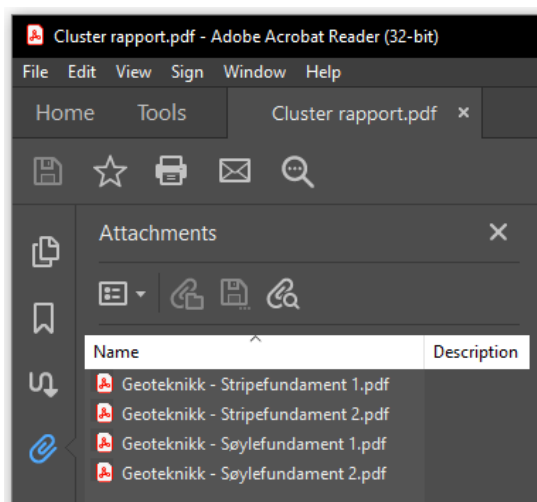 Cluster rapport.pdf - Adobe Acrobat Reader (32-bit)
File Edit View Sign Window Help
Home Tools Cluster rapport.pdf ×
Attachments
Name Description
Geoteknikk - Stripefundament 1.pdf
Geoteknikk - Stripefundament 2.pdf
Geoteknikk - Søylefundament 1.pdf
Geoteknikk - Søylefundament 2.pdf